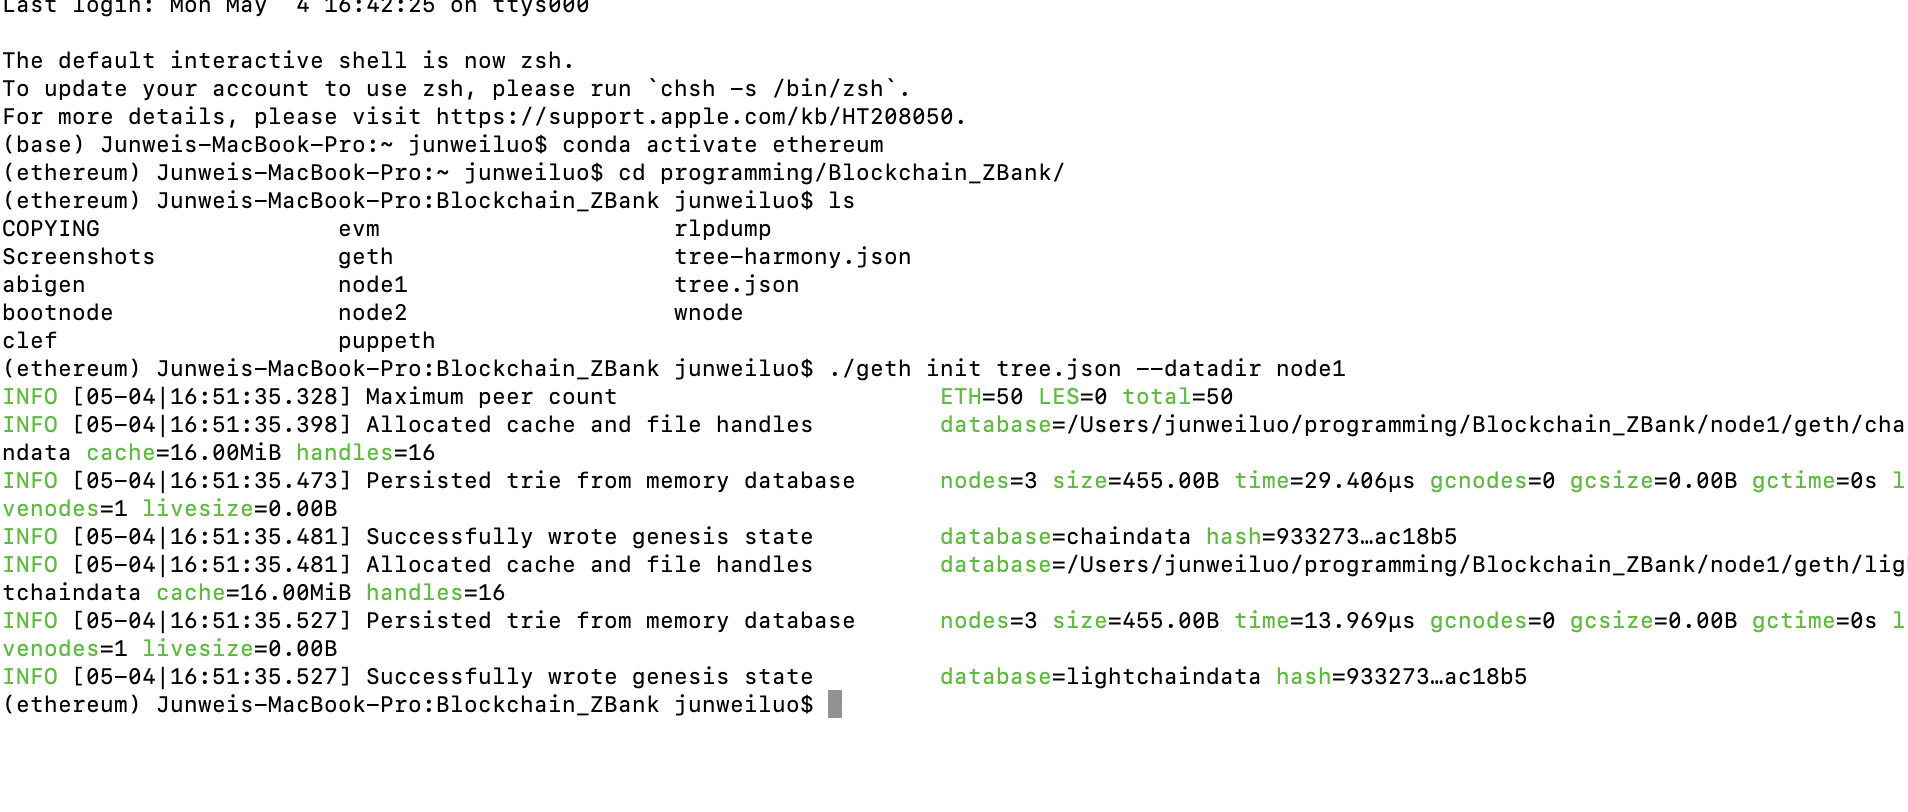 Last login: Mon May  4 16:42:25 on ttys000
The default interactive shell is now zsh.
To update your account to use zsh, please run `chsh -s /bin/zsh`.
For more details, please visit https://support.apple.com/kb/HT208050.
(base) Junweis-MacBook-Pro:~ junweiluo$ conda activate ethereum
(ethereum) Junweis-MacBook-Pro:~ junweiluo$ cd programming/Blockchain_ZBank/
(ethereum) Junweis-MacBook-Pro:Blockchain_ZBank junweiluo$ ls
COPYING                 evm                     rlpdump
Screenshots             geth                    tree-harmony.json
abigen                  node1                   tree.json
bootnode                node2                   wnode
clef                    puppeth
(ethereum) Junweis-MacBook-Pro:Blockchain_ZBank junweiluo$ ./geth init tree.json --datadir node1
INFO [05-04|16:51:35.328] Maximum peer count                       ETH=50 LES=0 total=50
INFO [05-04|16:51:35.398] Allocated cache and file handles         database=/Users/junweiluo/programming/Blockchain_ZBank/node1/geth/cha
ndata cache=16.00MiB handles=16
INFO [05-04|16:51:35.473] Persisted trie from memory database      nodes=3 size=455.00B time=29.406µs gcnodes=0 gcsize=0.00B gctime=0s l
venodes=1 livesize=0.00B
INFO [05-04|16:51:35.481] Successfully wrote genesis state         database=chaindata hash=933273…ac18b5
INFO [05-04|16:51:35.481] Allocated cache and file handles         database=/Users/junweiluo/programming/Blockchain_ZBank/node1/geth/lig
tchaindata cache=16.00MiB handles=16
INFO [05-04|16:51:35.527] Persisted trie from memory database      nodes=3 size=455.00B time=13.969µs gcnodes=0 gcsize=0.00B gctime=0s l
venodes=1 livesize=0.00B
INFO [05-04|16:51:35.527] Successfully wrote genesis state         database=lightchaindata hash=933273…ac18b5
(ethereum) Junweis-MacBook-Pro:Blockchain_ZBank junweiluo$